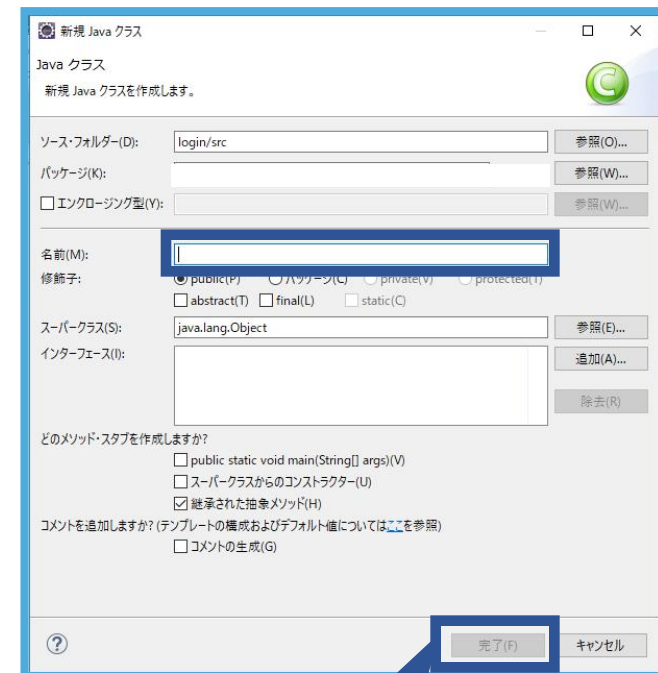 新規 Java クラス
Java クラス
新規 Java クラスを作成します。
ソース・フォルダー(D): login/src 参照(O)...
パッケージ(K): 参照(W)...
エンクロージング型(Y): 参照(W)...
名前(M):
修飾子: public(P) パッケージ(C) private(V) protected(T)
abstract(T) final(L) static(C)
スーパークラス(S): java.lang.Object 参照(E)...
インターフェース(I): 追加(A)...
除去(R)
どのメソッド・スタブを作成しますか?
public static void main(String[] args)(V)
スーパークラスからのコンストラクター(U)
継承された抽象メソッド(H)
コメントを追加しますか? (テンプレートの構成およびデフォルト値についてはここを参照)
コメントの生成(G)
完了(F) キャンセル